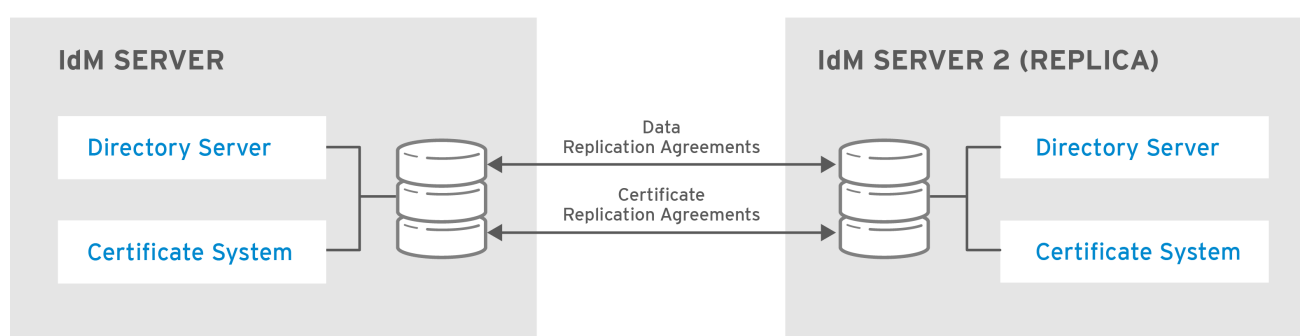 IdM SERVER
Directory Server
Certificate System
Data
Replication Agreements
Certificate
Replication Agreements
IdM SERVER 2 (REPLICA)
Directory Server
Certificate System